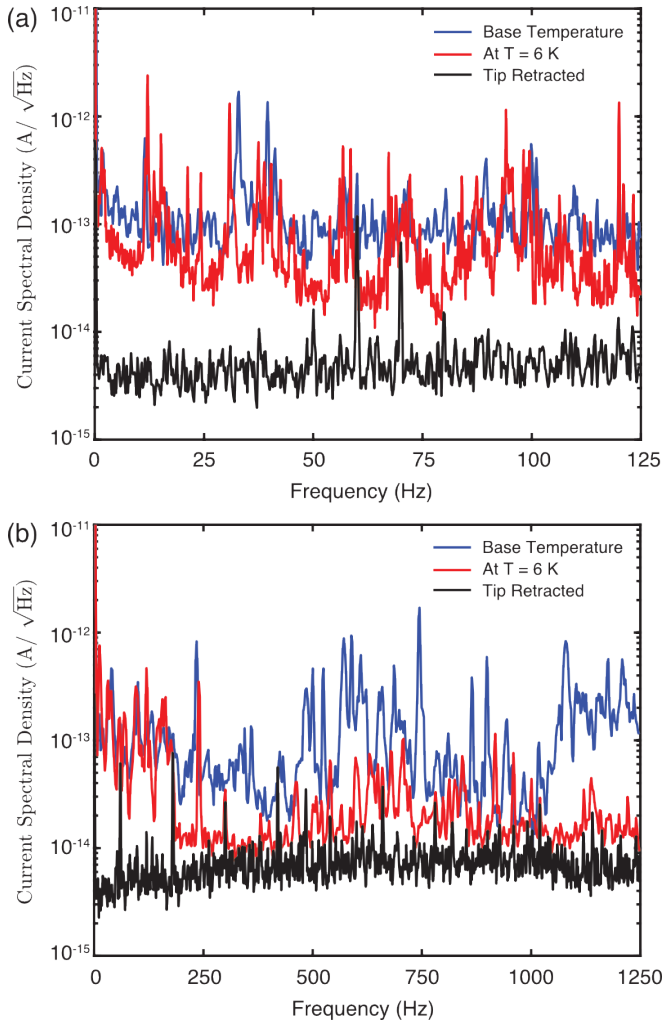 (a)
10⁻¹¹
10⁻¹²
10⁻¹³
10⁻¹⁴
10⁻¹⁵
Current Spectral Density (A/ √Hz)
Base Temperature
At T = 6 K
Tip Retracted
0 25 50 75 100 125
Frequency (Hz)
(b)
10⁻¹¹
10⁻¹²
10⁻¹³
10⁻¹⁴
10⁻¹⁵
Current Spectral Density (A/ √Hz)
Base Temperature
At T = 6 K
Tip Retracted
0 250 500 750 1000 1250
Frequency (Hz)